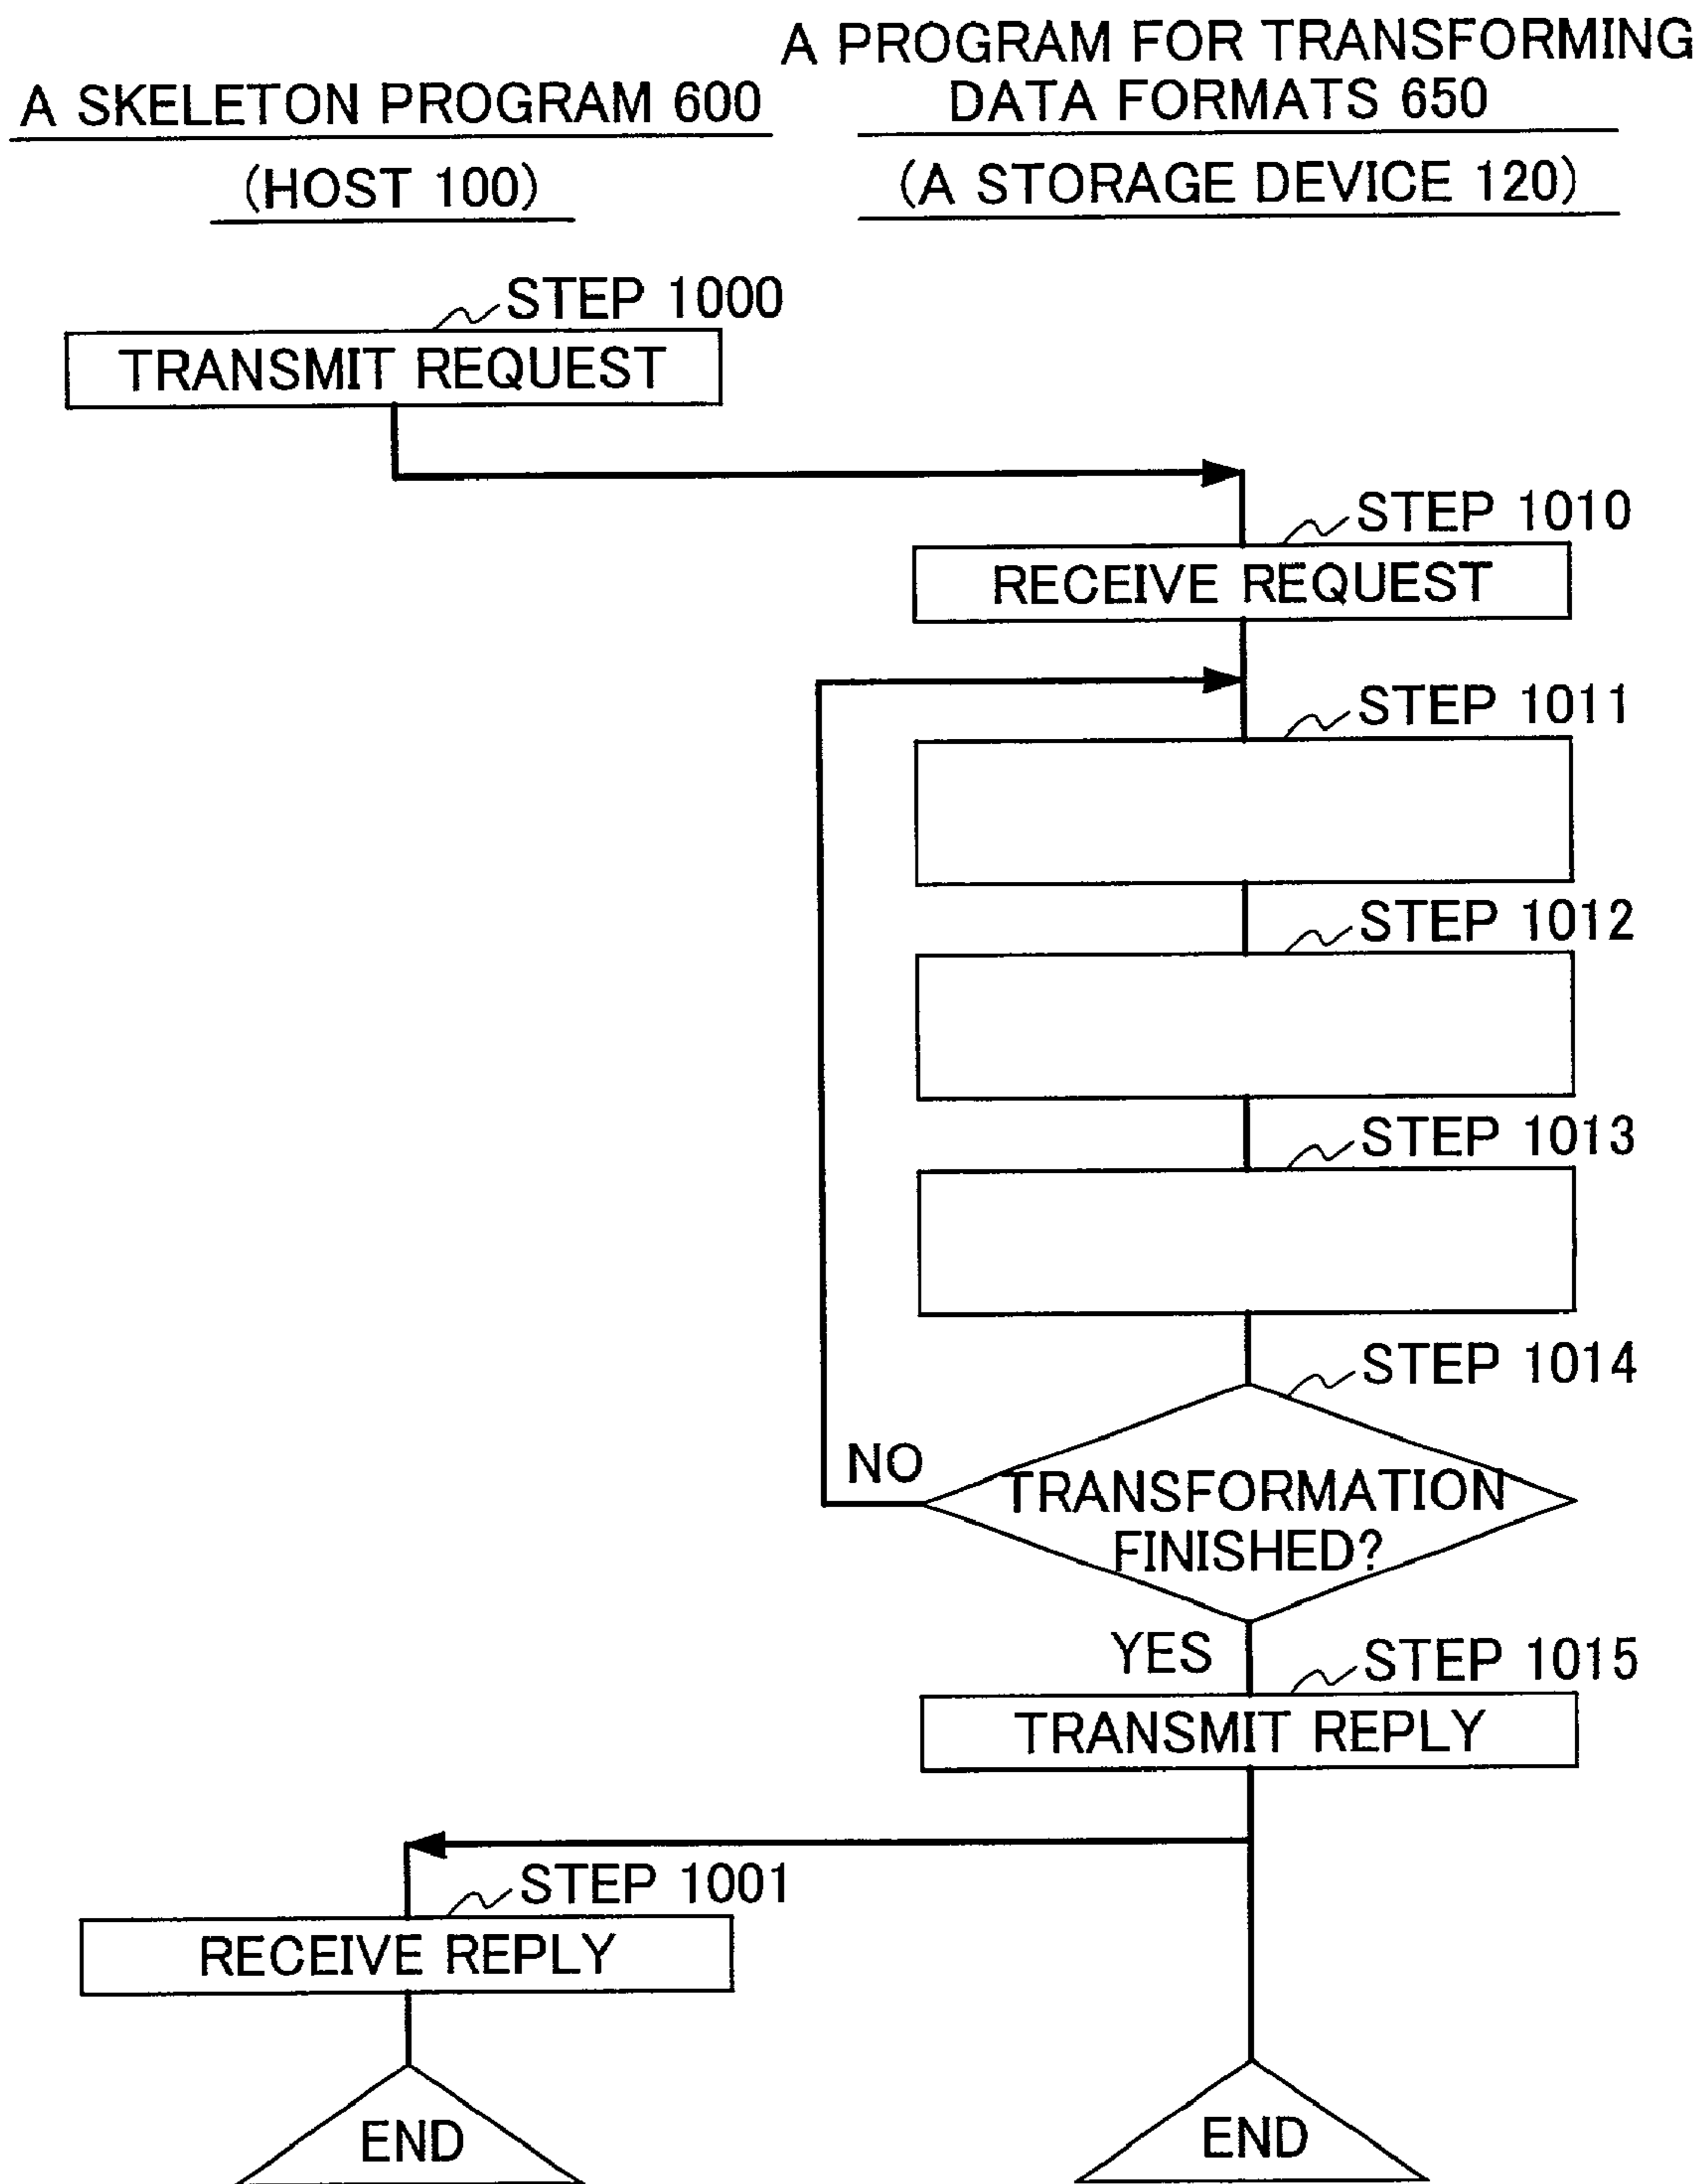 A SKELETON PROGRAM 600
(HOST 100)
A PROGRAM FOR TRANSFORMING
DATA FORMATS 650
(A STORAGE DEVICE 120)
STEP 1000
TRANSMIT REQUEST
STEP 1010
RECEIVE REQUEST
STEP 1011
STEP 1012
STEP 1013
STEP 1014
NO
TRANSFORMATION
FINISHED?
YES
STEP 1015
TRANSMIT REPLY
STEP 1001
RECEIVE REPLY
END
END